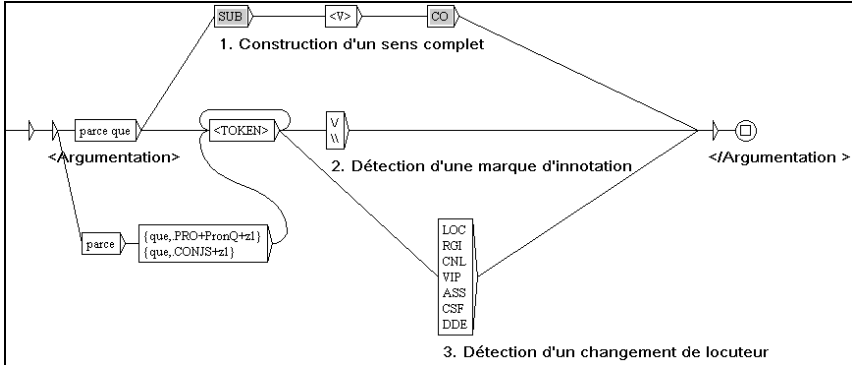 SUB <V> CO
1. Construction d'un sens complet
parce que <TOKEN> \/
\\
<Argumentation>
</Argumentation >
2. Détection d'une marque d'innotation
parce {que,.PRO+PronQ+z1}
{que,.CONJS+z1}
LOC
RGI
CNL
VIP
ASS
CSF
DDE
3. Détection d'un changement de locuteur